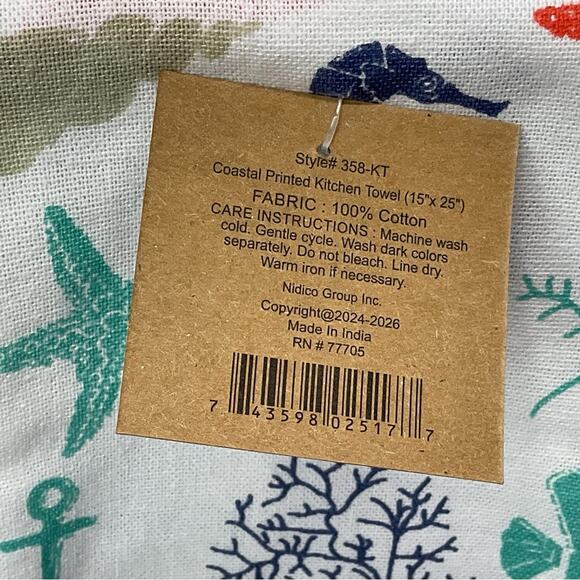 Style# 358-KT
Coastal Printed Kitchen Towel (15"x 25")
FABRIC : 100% Cotton
CARE INSTRUCTIONS : Machine wash
cold. Gentle cycle. Wash dark colors
separately. Do not bleach. Line dry.
Warm iron if necessary.
Nidico Group Inc.
Copyright@2024-2026
Made In India
RN # 77705
7 43598 02517 7